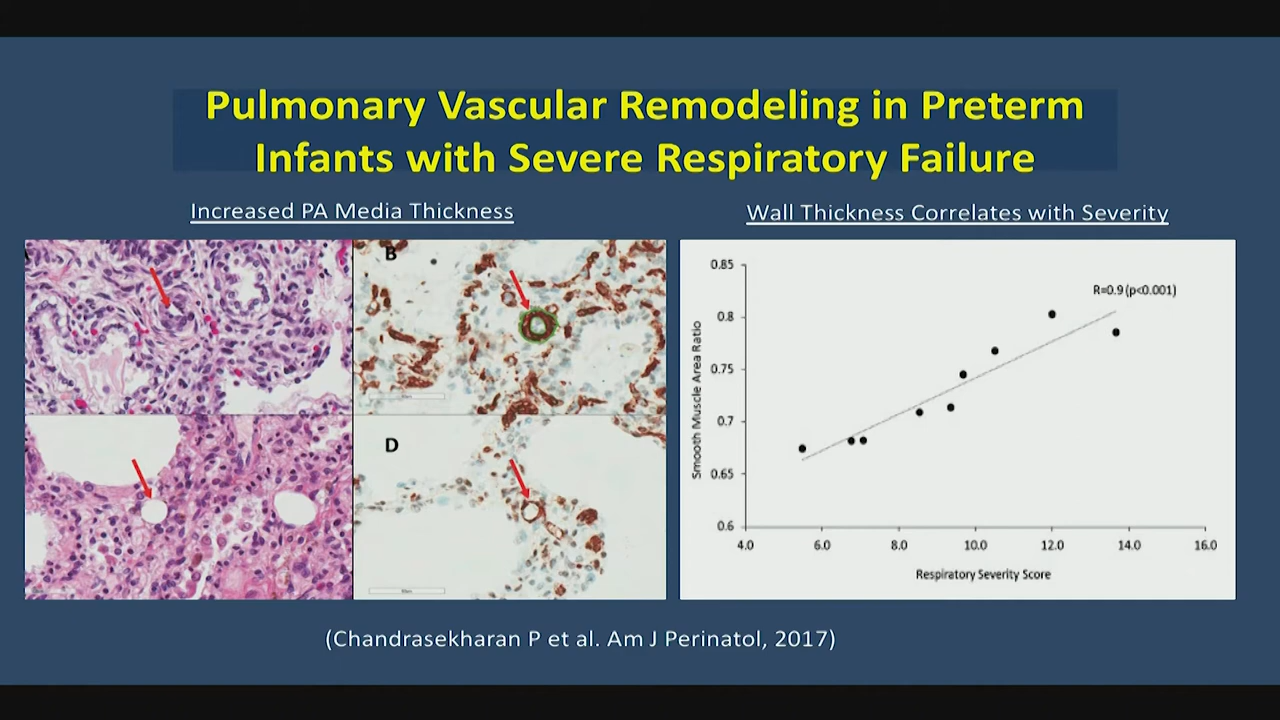 Pulmonary Vascular Remodeling in Preterm
Infants with Severe Respiratory Failure
Increased PA Media Thickness
Wall Thickness Correlates with Severity
B
D
R=0.9 (p<0.001)
Smooth Muscle Area Ratio
0.85
0.8
0.75
0.7
0.65
0.6
4.0 6.0 8.0 10.0 12.0 14.0 16.0
Respiratory Severity Score
(Chandrasekharan P et al. Am J Perinatol, 2017)